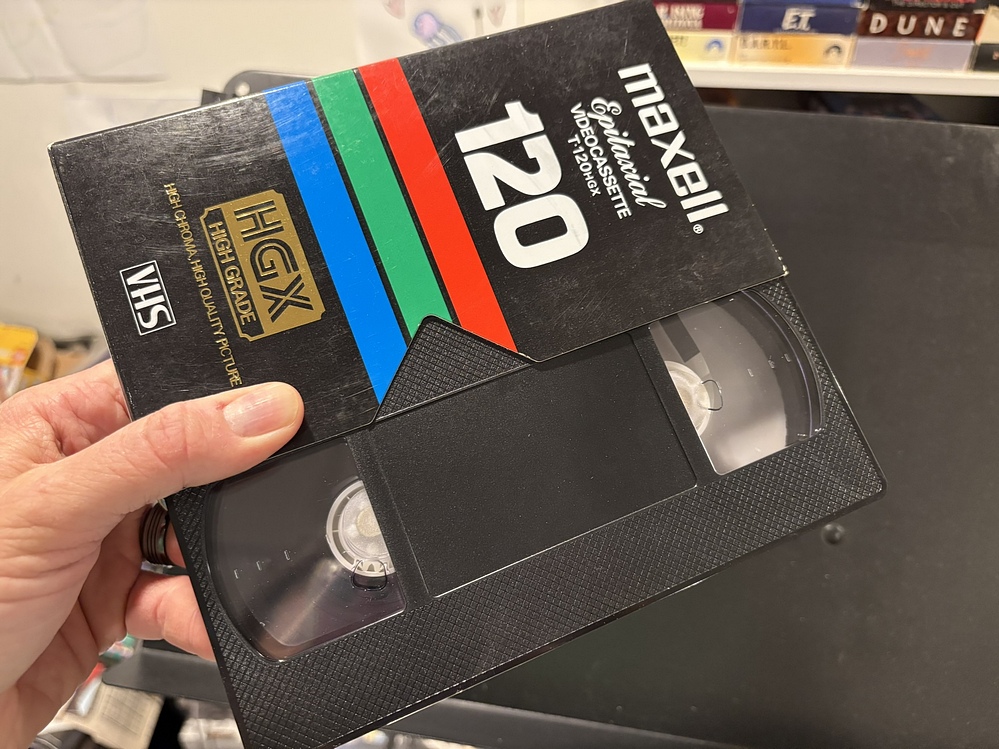 maxell®
Epitaxial
VIDEOCASSETTE
T-120HGX
120
HGX
HIGH GRADE
HIGH CHROMA, HIGH QUALITY PICTURE
VHS
E.T.
DUNE